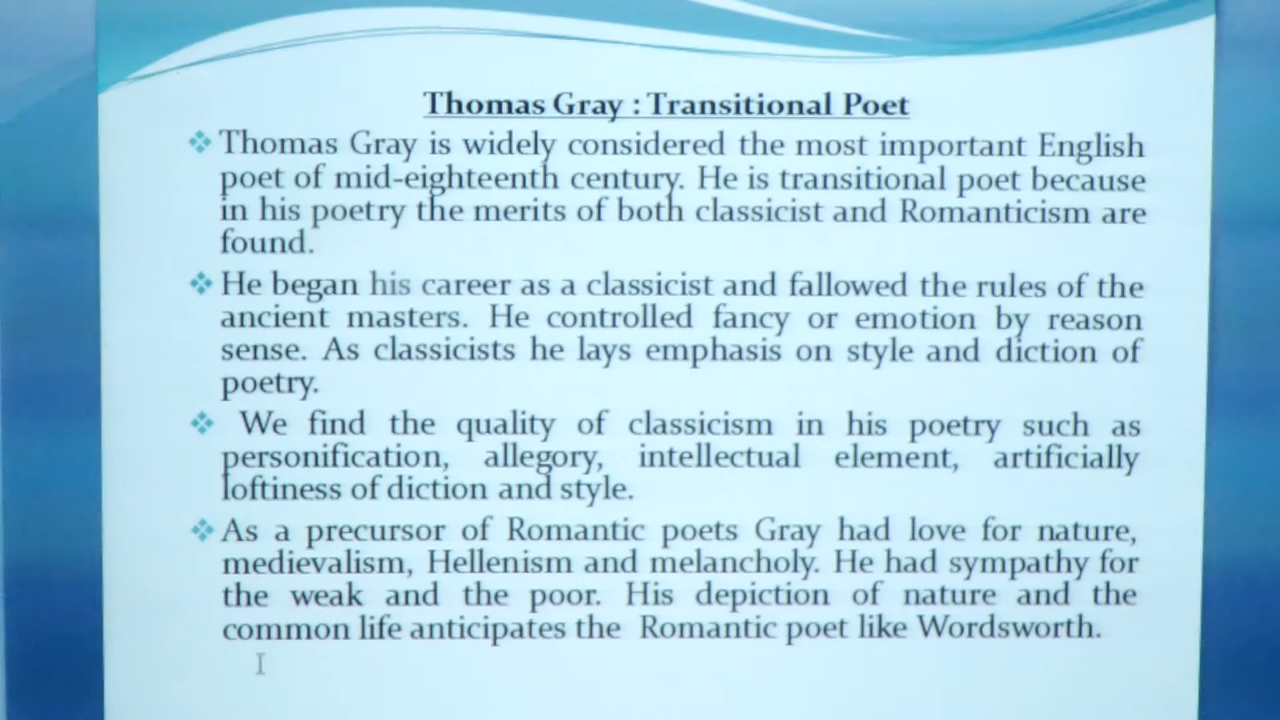 Thomas Gray : Transitional Poet
Thomas Gray is widely considered the most important English
poet of mid-eighteenth century. He is transitional poet because
in his poetry the merits of both classicist and Romanticism are
found.
He began his career as a classicist and fallowed the rules of the
ancient masters. He controlled fancy or emotion by reason
sense. As classicists he lays emphasis on style and diction of
poetry.
We find the quality of classicism in his poetry such as
personification, allegory, intellectual element, artificially
loftiness of diction and style.
As a precursor of Romantic poets Gray had love for nature,
medievalism, Hellenism and melancholy. He had sympathy for
the weak and the poor. His depiction of nature and the
common life anticipates the Romantic poet like Wordsworth.